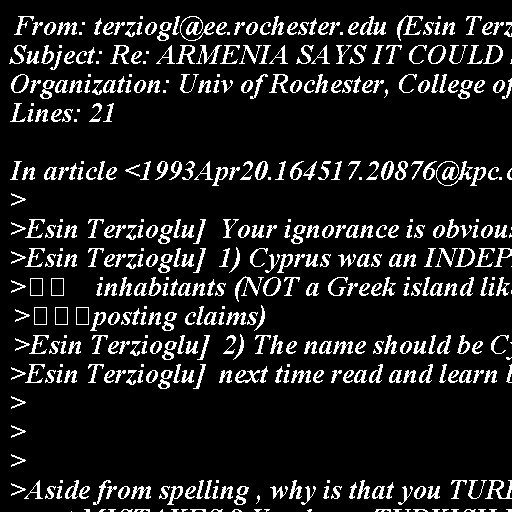 From: terziogl@ee.rochester.edu (Esin Terz
Subject: Re: ARMENIA SAYS IT COULD
Organization: Univ of Rochester, College of
Lines: 21
In article <1993Apr20.164517.20876@kpc.c
>
>Esin Terzioglu]  Your ignorance is obvious
>Esin Terzioglu]  1) Cyprus was an INDEP
>□□    inhabitants (NOT a Greek island lik
>□□□posting claims)
>Esin Terzioglu]  2) The name should be Cy
>Esin Terzioglu]  next time read and learn b
>
>
>
>Aside from spelling , why is that you TUR